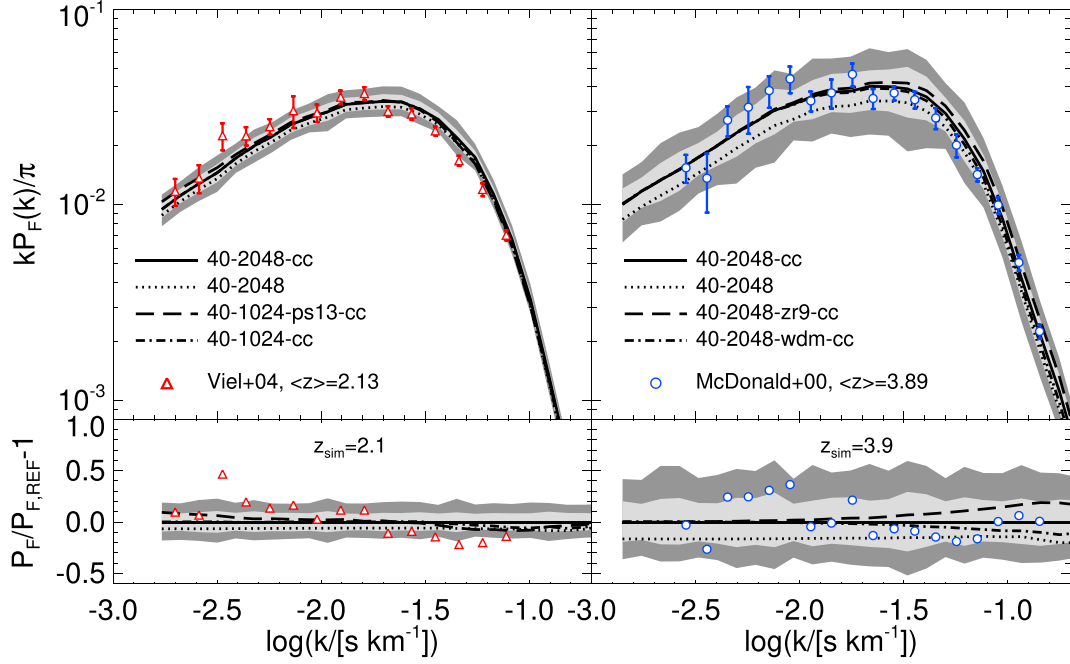 10⁻¹
10⁻²
10⁻³
kP_F(k)/π
40-2048-cc
40-2048
40-1024-ps13-cc
40-1024-cc
Viel+04, <z>=2.13
40-2048-cc
40-2048
40-2048-zr9-cc
40-2048-wdm-cc
McDonald+00, <z>=3.89
1.0
0.5
0.0
-0.5
P_F/P_F,REF-1
z_sim=2.1
z_sim=3.9
-3.0 -2.5 -2.0 -1.5 -1.0 -3.0 -2.5 -2.0 -1.5 -1.0
log(k/[s km⁻¹]) log(k/[s km⁻¹])